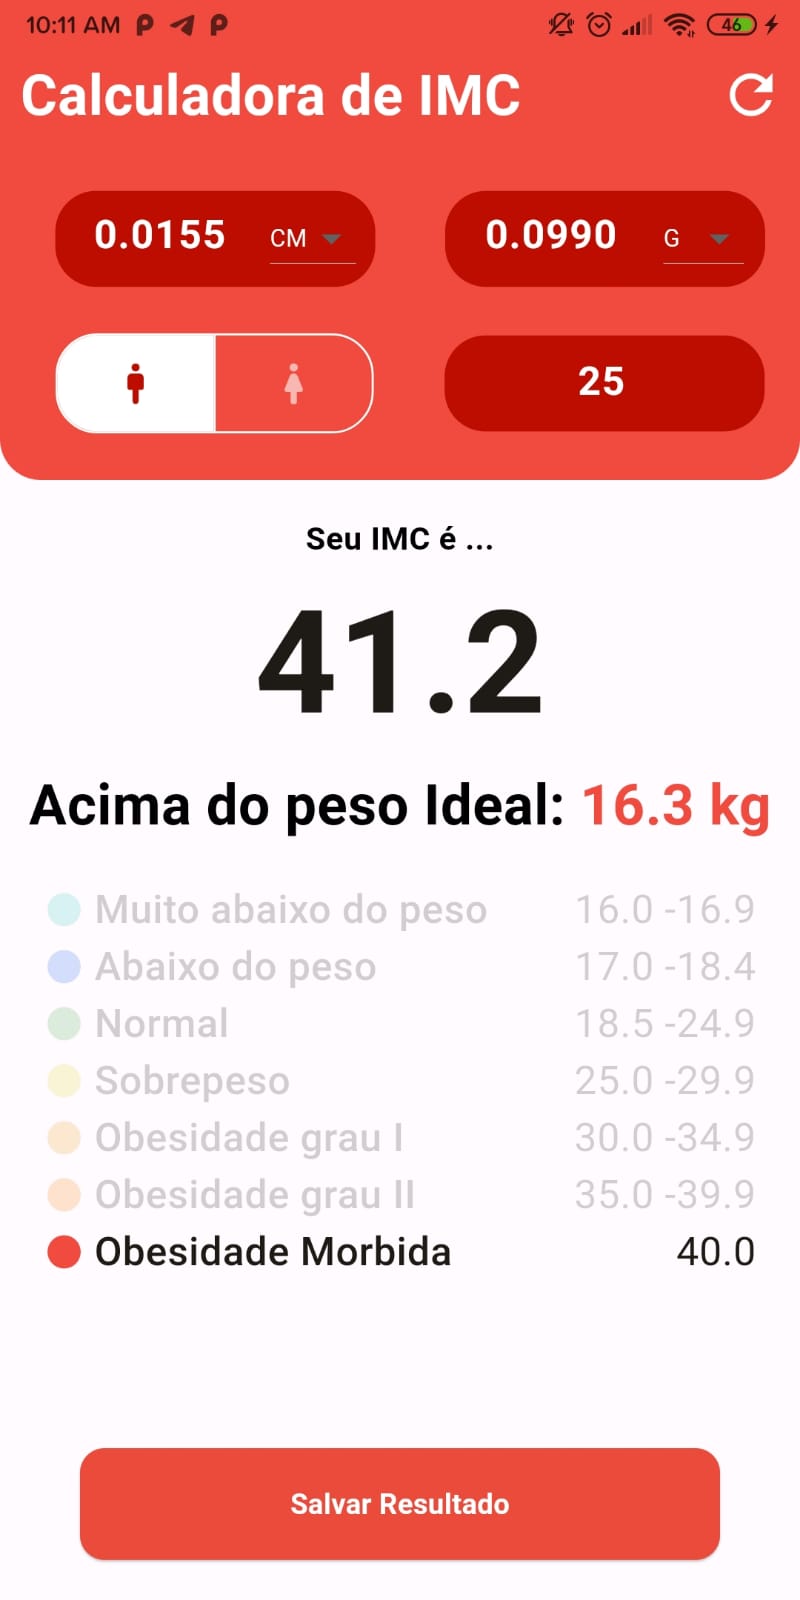 10:11 AM
46
Calculadora de IMC
0.0155 CM
0.0990 G
25
Seu IMC é ...
41.2
Acima do peso Ideal: 16.3 kg
Muito abaixo do peso 16.0 -16.9
Abaixo do peso 17.0 -18.4
Normal 18.5 -24.9
Sobrepeso 25.0 -29.9
Obesidade grau I 30.0 -34.9
Obesidade grau II 35.0 -39.9
Obesidade Morbida 40.0
Salvar Resultado